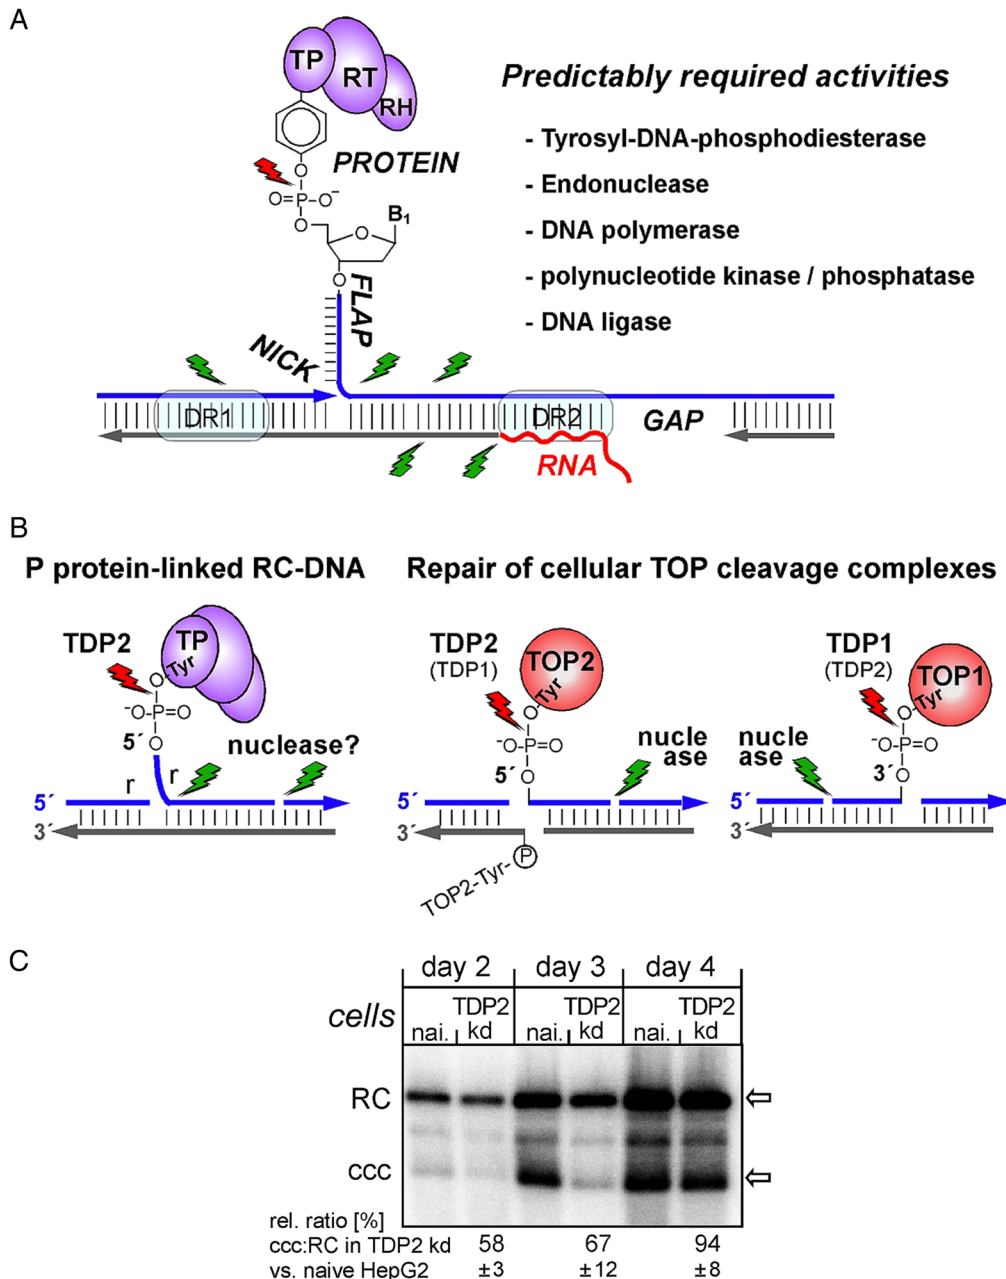 A
TP
RT
RH
PROTEIN
O
O=P–O–
O
O
B1
O
FLAP
NICK
DR1
DR2
GAP
RNA
Predictably required activities
- Tyrosyl-DNA-phosphodiesterase
- Endonuclease
- DNA polymerase
- polynucleotide kinase / phosphatase
- DNA ligase
B
P protein-linked RC-DNA
TDP2
TP
Tyr
O
–O–P=O
5´ O
nuclease?
r r
5´
3´
Repair of cellular TOP cleavage complexes
TDP2
(TDP1)
TOP2
Tyr
O
–O–P=O
5´ O
nucle
ase
5´
3´
TOP2-Tyr-P
TDP1
(TDP2)
TOP1
Tyr
O
–O–P=O
3´ O
nucle
ase
5´
3´
C
day 2 day 3 day 4
cells
nai. TDP2 kd nai. TDP2 kd nai. TDP2 kd
RC
ccc
rel. ratio [%]
ccc:RC in TDP2 kd 58 67 94
vs. naive HepG2 ±3 ±12 ±8